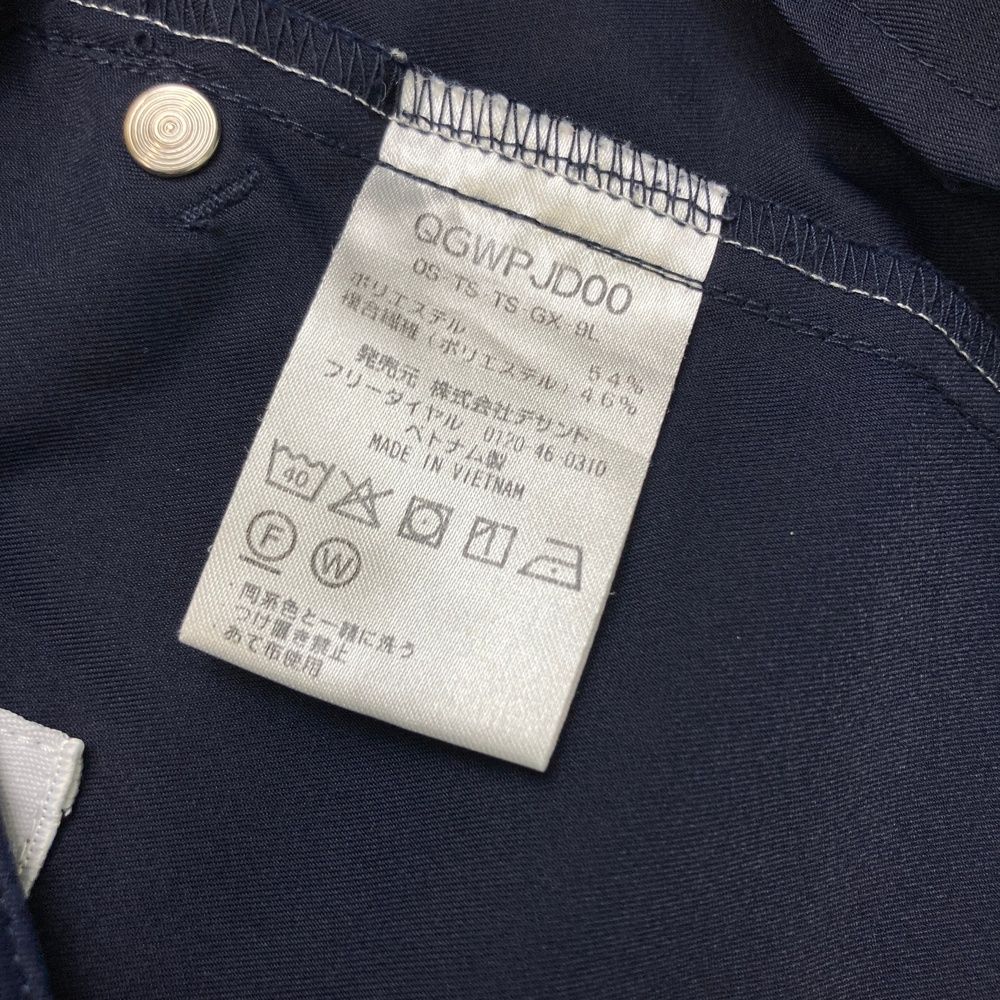 QGWPJD00
0S-TS-TS-GX-9L
ポリエステル 54%
複合繊維(ポリエステル) 46%
発売元 株式会社デサント
フリーダイヤル 0120-46-0310
ベトナム製
MADE IN VIETNAM
40
F
W
同系色と一緒に洗う
つけ置き禁止
あて布使用